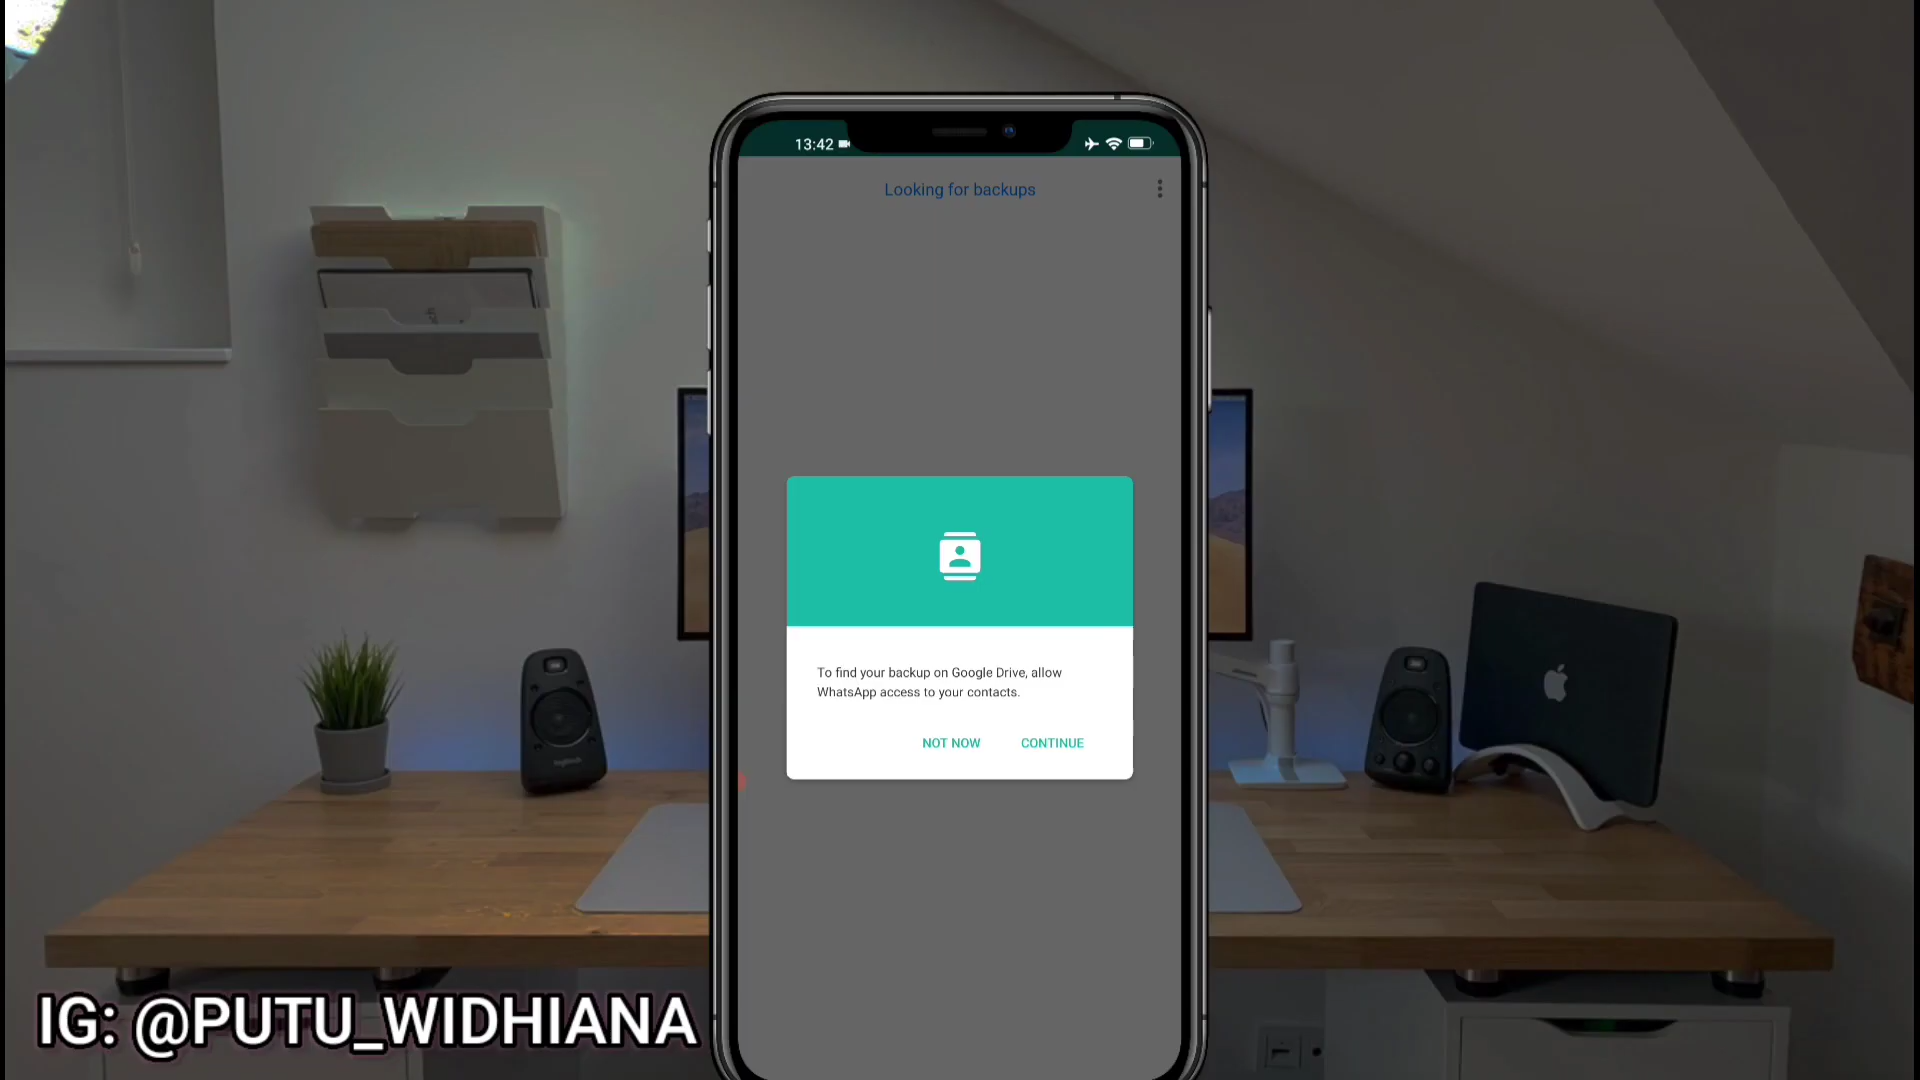 13:42
Looking for backups
To find your backup on Google Drive, allow
WhatsApp access to your contacts.
NOT NOW
CONTINUE
IG: @PUTU_WIDHIANA